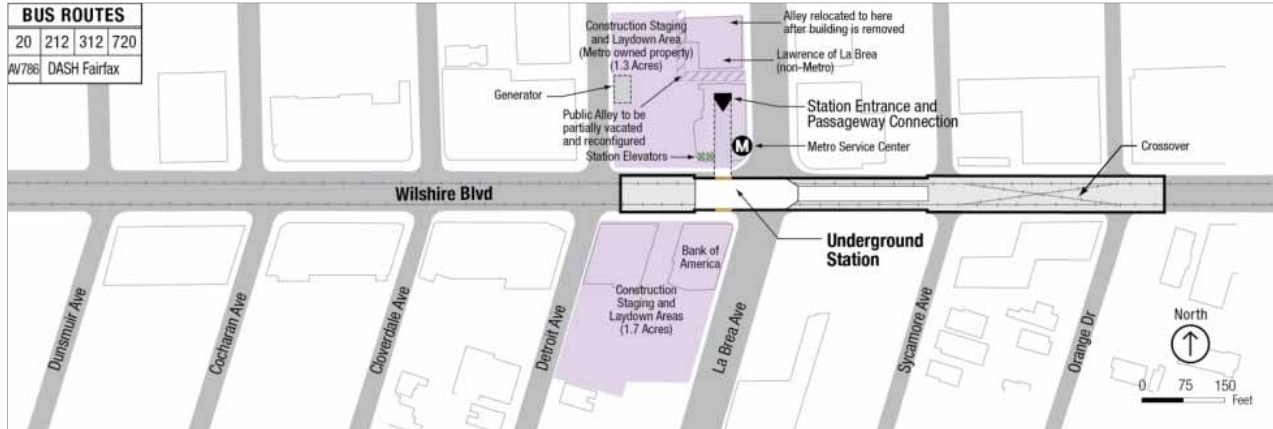 BUS ROUTES
20 212 312 720
AV786 DASH Fairfax
Construction Staging
and Laydown Area
(Metro owned property)
(1.3 Acres)
Alley relocated to here
after building is removed
Lawrence of La Brea
(non-Metro)
Generator
Public Alley to be
partially vacated
and reconfigured
Station Entrance and
Passageway Connection
M
Metro Service Center
Station Elevators
Crossover
Wilshire Blvd
Underground
Station
Bank of
America
Construction
Staging and
Laydown Areas
(1.7 Acres)
Dunsmuir Ave
Cocharan Ave
Cloverdale Ave
Detroit Ave
La Brea Ave
Sycamore Ave
Orange Dr
North
0 75 150
Feet